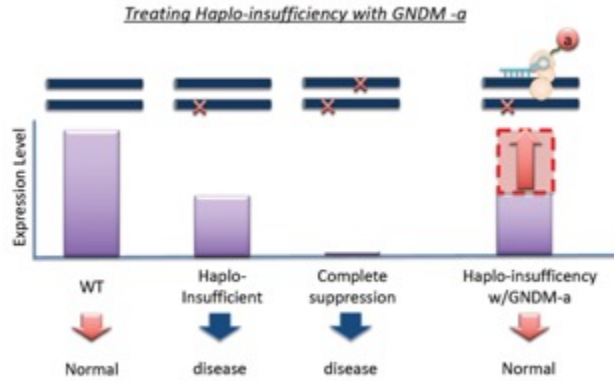 Treating Haplo-insufficiency with GNDM -a
a
Expression Level
WT
Haplo-
Insufficient
Complete
suppression
Haplo-insufficency
w/GNDM-a
Normal
disease
disease
Normal